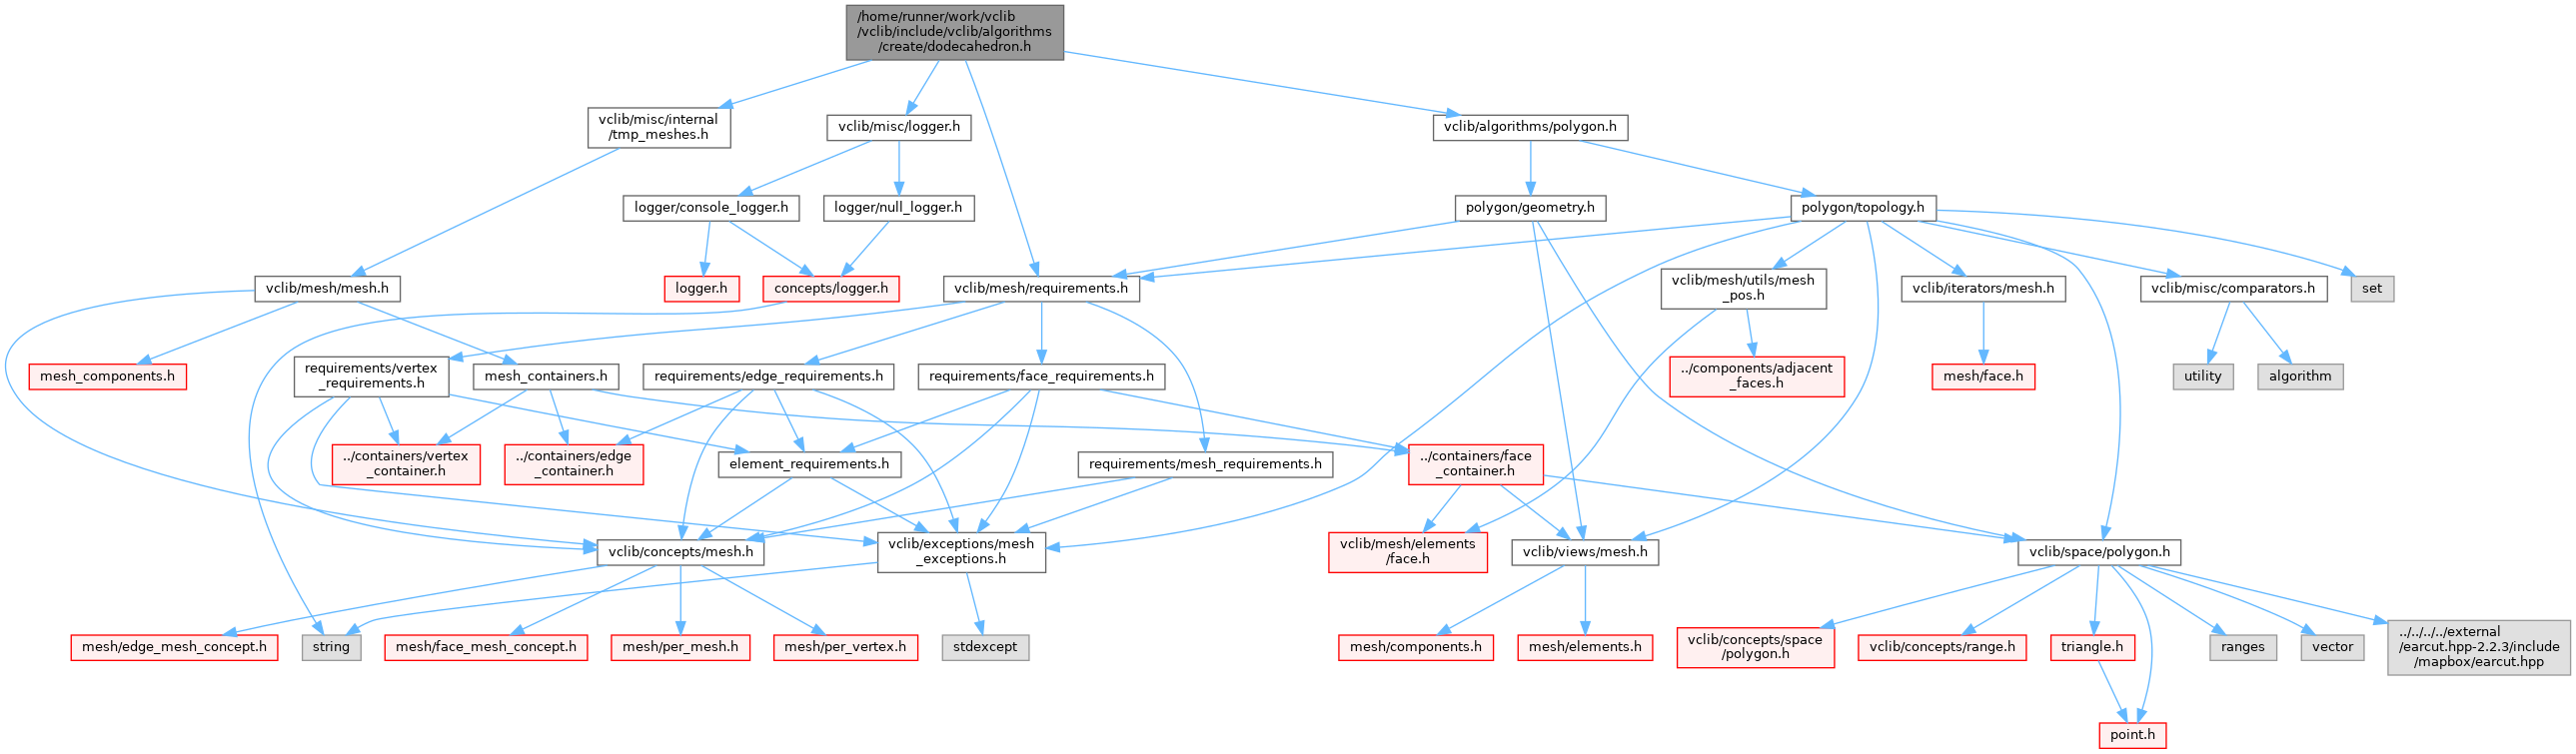 /home/runner/work/vclib
/vclib/include/vclib/algorithms
/create/dodecahedron.h
vclib/misc/internal
/tmp_meshes.h
vclib/misc/logger.h
vclib/algorithms/polygon.h
logger/console_logger.h
logger/null_logger.h
polygon/geometry.h
polygon/topology.h
vclib/mesh/mesh.h
logger.h
concepts/logger.h
vclib/mesh/requirements.h
vclib/mesh/utils/mesh
_pos.h
vclib/iterators/mesh.h
vclib/misc/comparators.h
set
mesh_components.h
requirements/vertex
_requirements.h
mesh_containers.h
requirements/edge_requirements.h
requirements/face_requirements.h
../components/adjacent
_faces.h
mesh/face.h
utility
algorithm
../containers/vertex
_container.h
../containers/edge
_container.h
element_requirements.h
requirements/mesh_requirements.h
../containers/face
_container.h
vclib/concepts/mesh.h
vclib/exceptions/mesh
_exceptions.h
vclib/mesh/elements
/face.h
vclib/views/mesh.h
vclib/space/polygon.h
mesh/edge_mesh_concept.h
string
mesh/face_mesh_concept.h
mesh/per_mesh.h
mesh/per_vertex.h
stdexcept
mesh/components.h
mesh/elements.h
vclib/concepts/space
/polygon.h
vclib/concepts/range.h
triangle.h
ranges
vector
../../../../external
/earcut.hpp-2.2.3/include
/mapbox/earcut.hpp
point.h